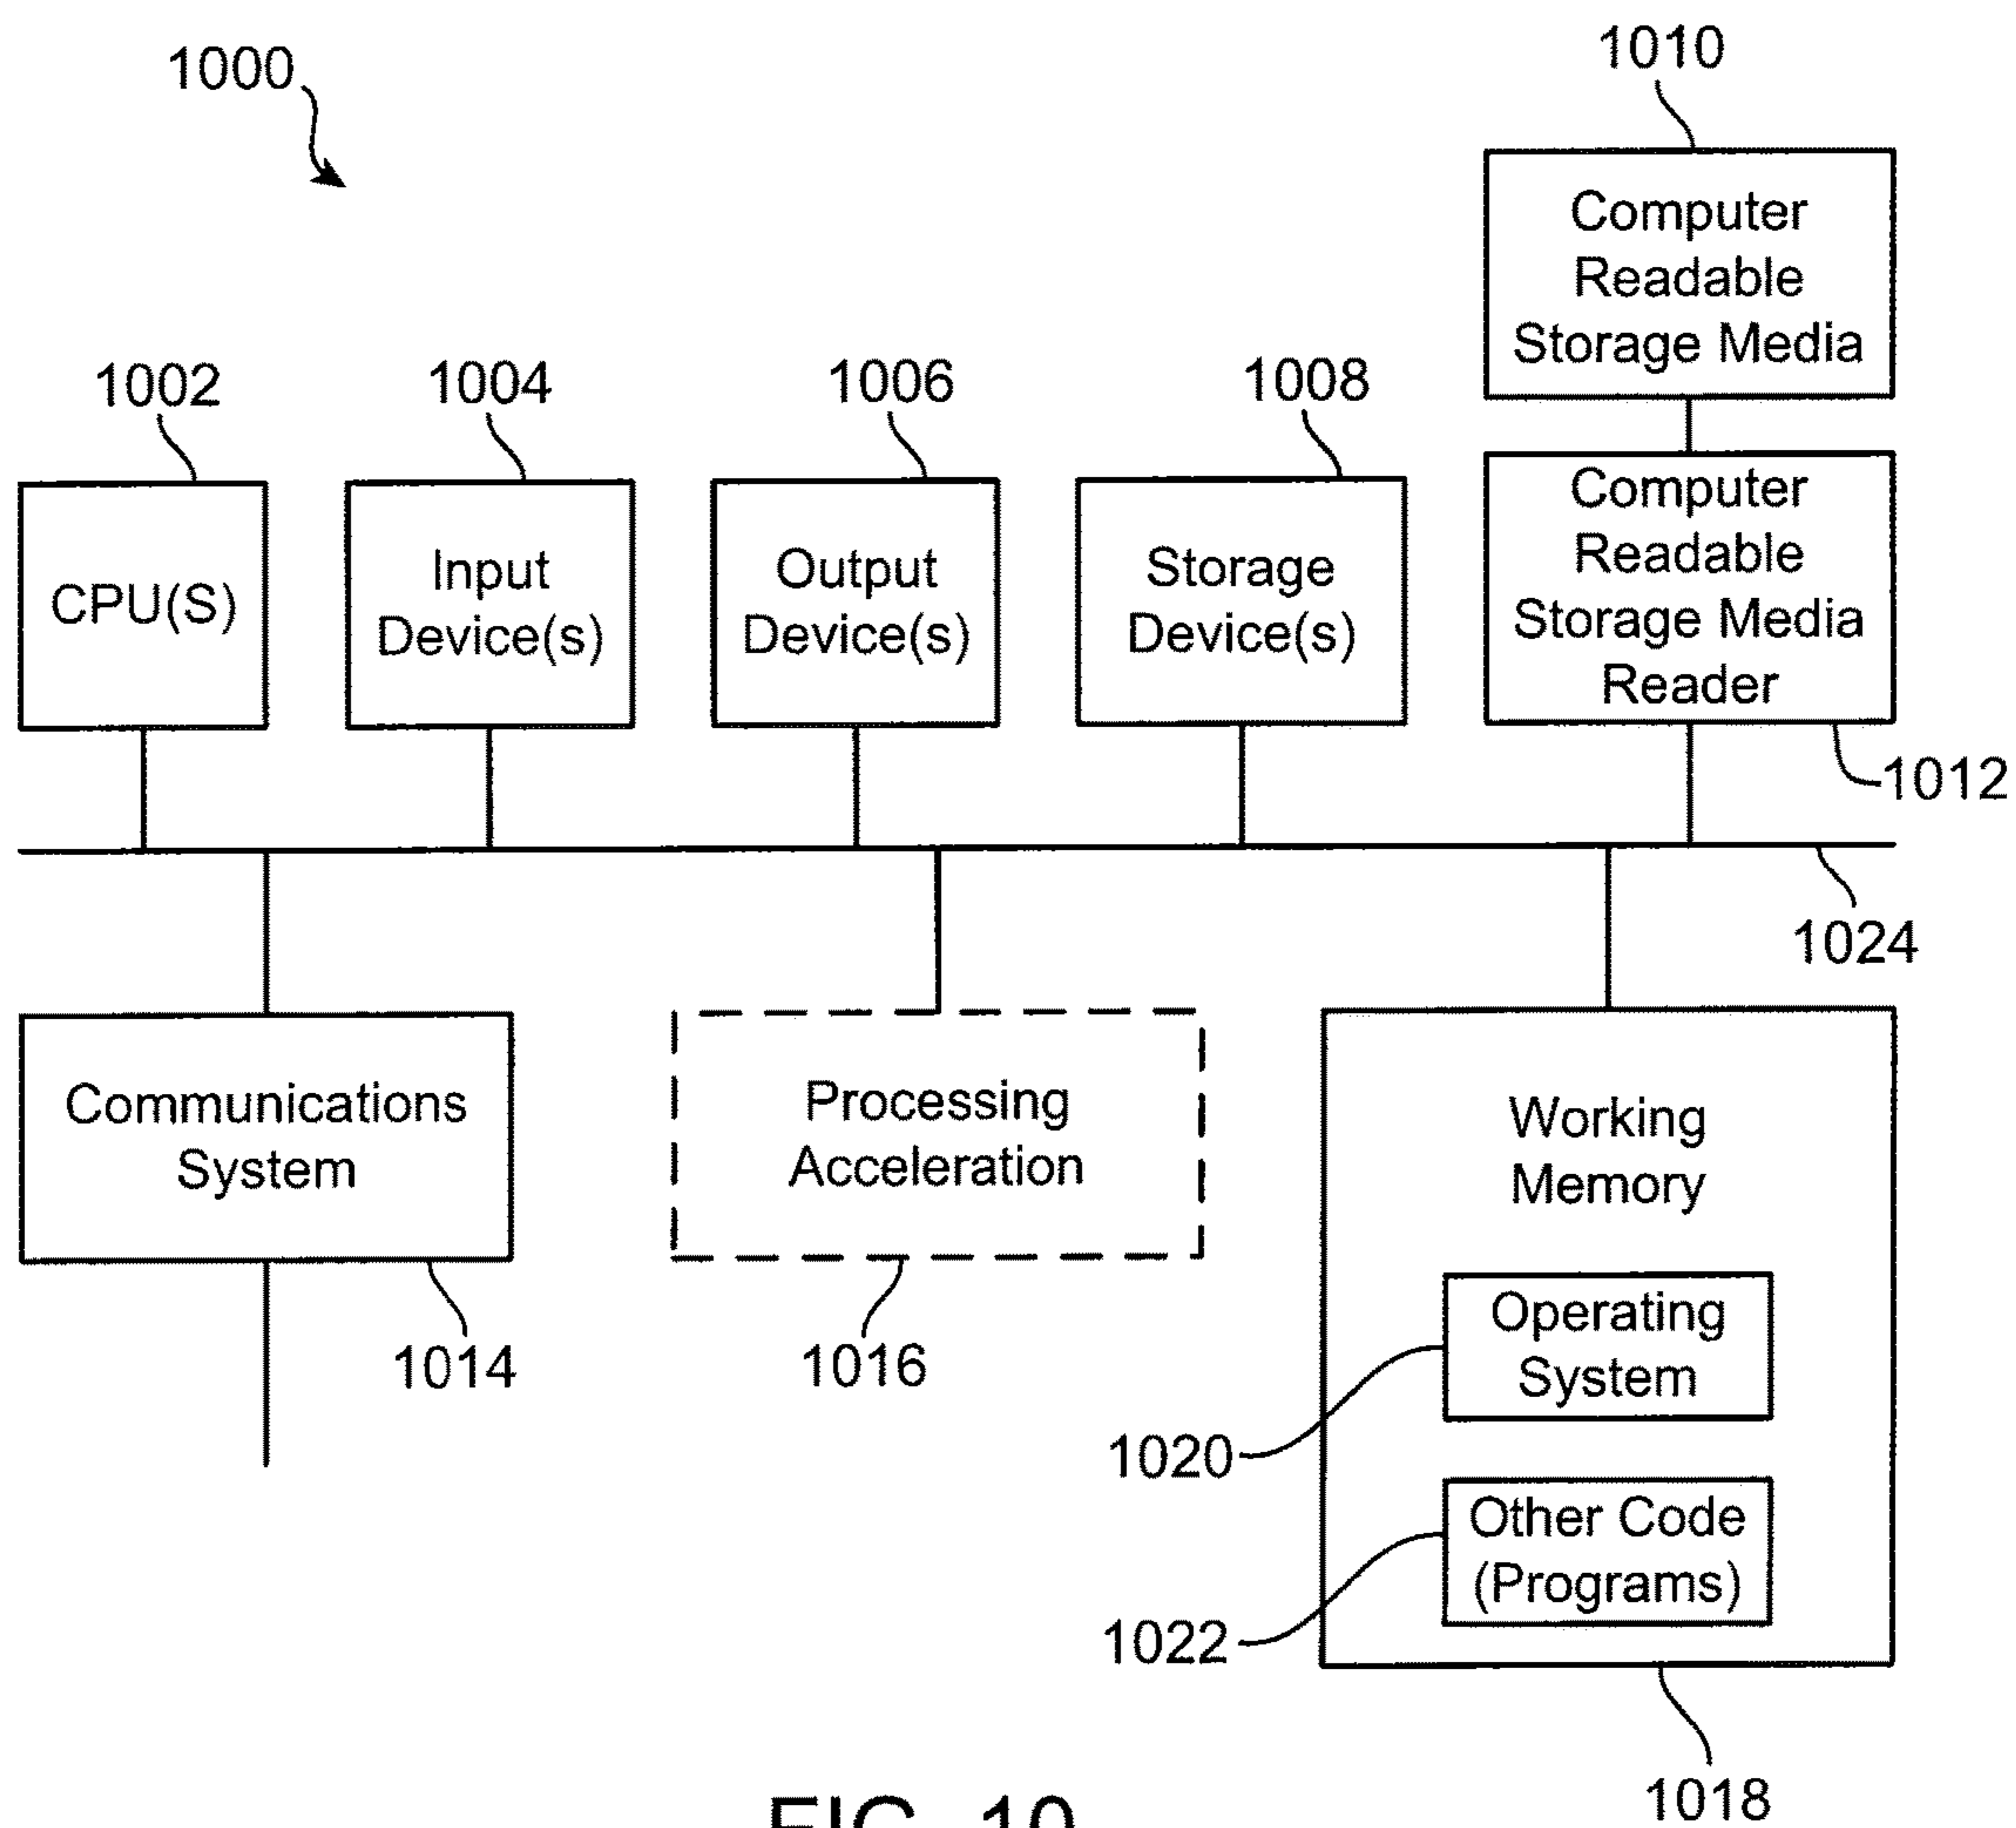 1000
1010
Computer
Readable
Storage Media
1002
1004
1006
1008
CPU(S)
Input
Device(s)
Output
Device(s)
Storage
Device(s)
Computer
Readable
Storage Media
Reader
1012
1024
Communications
System
1014
Processing
Acceleration
1016
Working
Memory
Operating
System
1020
Other Code
(Programs)
1022
1018
FIG. 10